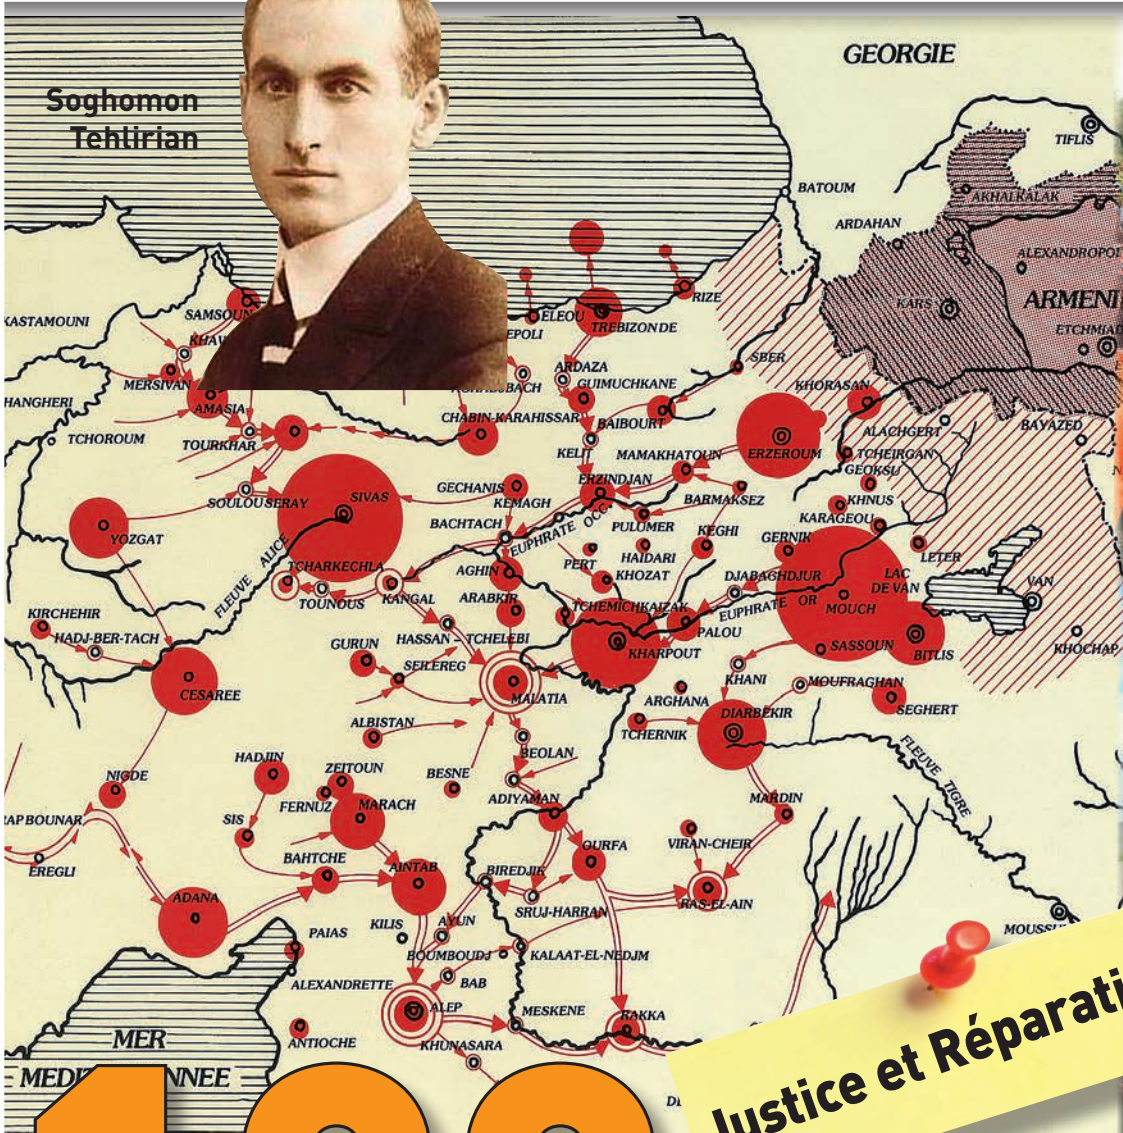 Soghomon
Tehlirian
GEORGIE
TIFLIS
BATOUM
AKHALKALAK
ARDAHAN
ALEXANDROPOL
KARS
ARMENI
ETCHMIAD
RIZE
SAMSOUN
KASTAMOUNI
ELEOU
TREBIZONDE
EPOLI
KHAV
MERSIVAN
ARDAZA
SBER
GUIMUCHKANE
KHORASAN
HANGHERI
AMASIA
CHABIN-KARAHISSAR
BAIBOURT
ALACHGERT
BAYAZED
TCHOROUM
TOURKHAR
KELIT
MAMAKHATOUN
ERZEROUM
TCHEIRGAN
GEOKSU
SOULOUSERAY
SIVAS
GECHANIS
ERZINDJAN
KEMAGH
BARMAKSEZ
KHNUS
KARAGEOU
YOZGAT
BACHTACH
EUPHRATE OCC.
PULUMER
KEGHI
GERNIK
LETER
FLEUVE ALICE
TCHARKECHLA
AGHIN
PERT
HAIDARI
KHOZAT
DJABAGHDJUR
LAC
DE VAN
VAN
KIRCHEHIR
TOUNOUS
KANGAL
ARABKIR
TCHEMICHKAIZAK
EUPHRATE OR
MOUCH
HADJ-BER-TACH
GURUN
HASSAN - TCHELEBI
KHARPOUT
PALOU
SASSOUN
BITLIS
KHOCHAP
SEILEREG
CESAREE
MALATIA
KHANI
MOUFRAGHAN
ARGHANA
SEGHERT
ALBISTAN
TCHERNIK
DIARBEKIR
HADJIN
ZEITOUN
BESNE
BEOLAN
FLEUVE TIGRE
NIGDE
FERNUZ
MARACH
ADIYAMAN
MARDIN
RAP BOUNAR
SIS
OURFA
VIRAN-CHEIR
EREGLI
BAHTCHE
AINTAB
BIREDJIK
ADANA
SRUJ-HARRAN
RAS-EL-AIN
KILIS
AYUN
MOUSSU
PAIAS
BOUMBOUDJ
KALAAT-EL-NEDJM
ALEXANDRETTE
BAB
ALEP
MESKENE
RAKKA
MER
ANTIOCHE
KHUNASARA
Justice et Réparati